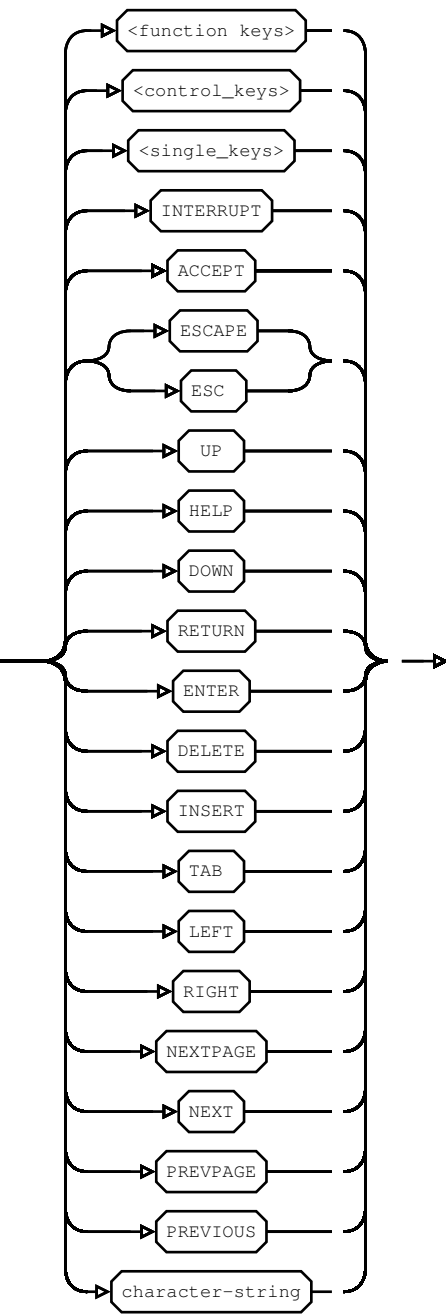 <function keys>
<control_keys>
<single_keys>
INTERRUPT
ACCEPT
ESCAPE
ESC
UP
HELP
DOWN
RETURN
ENTER
DELETE
INSERT
TAB
LEFT
RIGHT
NEXTPAGE
NEXT
PREVPAGE
PREVIOUS
character-string